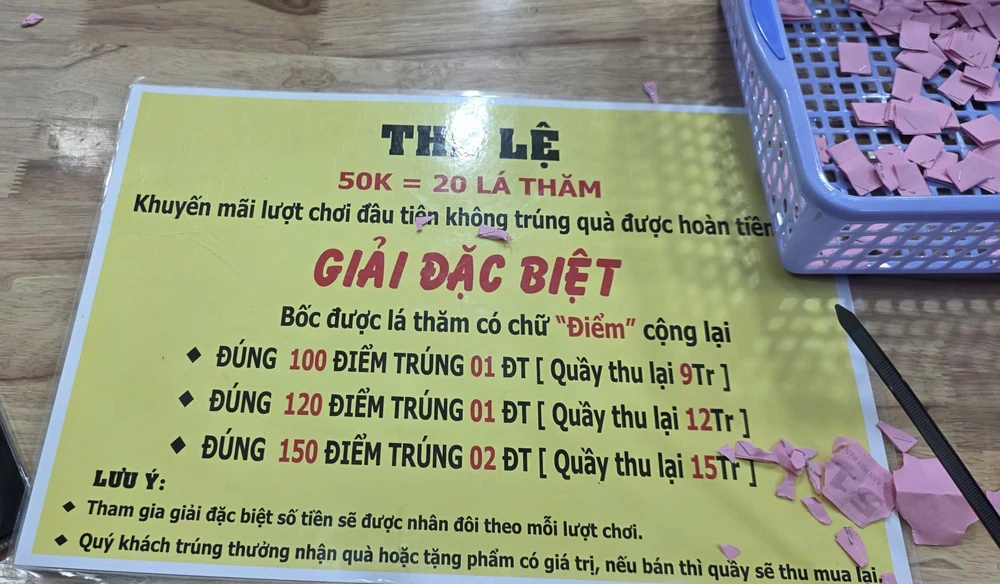 THỂ LỆ
50K = 20 LÁ THĂM
Khuyến mãi lượt chơi đầu tiên không trúng quà được hoàn tiền
GIẢI ĐẶC BIỆT
Bốc được lá thăm có chữ "Điểm" cộng lại
◆ ĐÚNG 100 ĐIỂM TRÚNG 01 ĐT [ Quầy thu lại 9Tr ]
◆ ĐÚNG 120 ĐIỂM TRÚNG 01 ĐT [ Quầy thu lại 12Tr ]
◆ ĐÚNG 150 ĐIỂM TRÚNG 02 ĐT [ Quầy thu lại 15Tr ]
LƯU Ý:
◆ Tham gia giải đặc biệt số tiền sẽ được nhân đôi theo mỗi lượt chơi.
◆ Quý khách trúng thưởng nhận quà hoặc tặng phẩm có giá trị, nếu bán thì quầy sẽ thu mua lại.